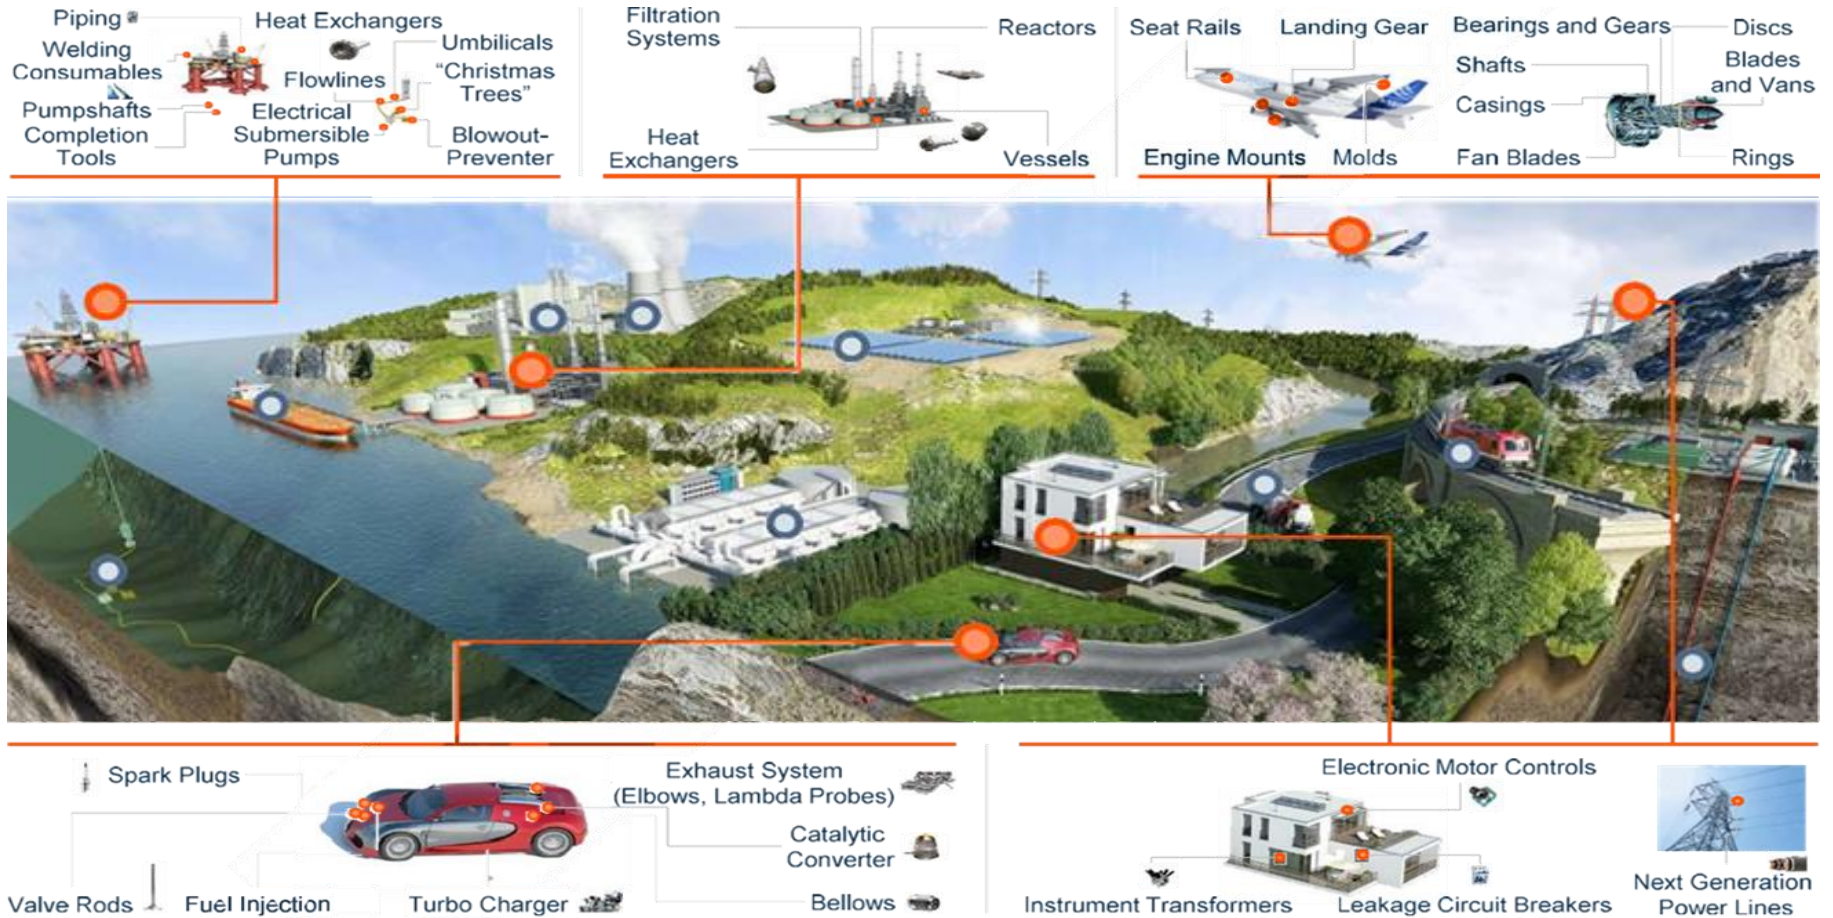 Piping
Heat Exchangers
Welding
Consumables
Umbilicals
Flowlines
“Christmas
Trees”
Pumpshafts
Completion
Tools
Electrical
Submersible
Pumps
Blowout-
Preventer
Filtration
Systems
Reactors
Heat
Exchangers
Vessels
Seat Rails
Landing Gear
Engine Mounts
Molds
Bearings and Gears
Discs
Shafts
Blades
and Vans
Casings
Fan Blades
Rings
Spark Plugs
Exhaust System
(Elbows, Lambda Probes)
Catalytic
Converter
Valve Rods
Fuel Injection
Turbo Charger
Bellows
Electronic Motor Controls
Instrument Transformers
Leakage Circuit Breakers
Next Generation
Power Lines